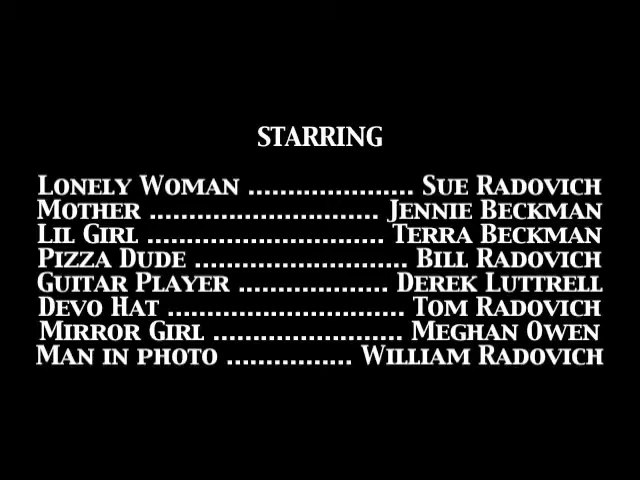 STARRING
LONELY WOMAN ..................... SUE RADOVICH
MOTHER ............................. JENNIE BECKMAN
LIL GIRL .............................. TERRA BECKMAN
PIZZA DUDE ........................... BILL RADOVICH
GUITAR PLAYER ................... DEREK LUTTRELL
DEVO HAT .............................. TOM RADOVICH
MIRROR GIRL ........................ MEGHAN OWEN
MAN IN PHOTO ................ WILLIAM RADOVICH